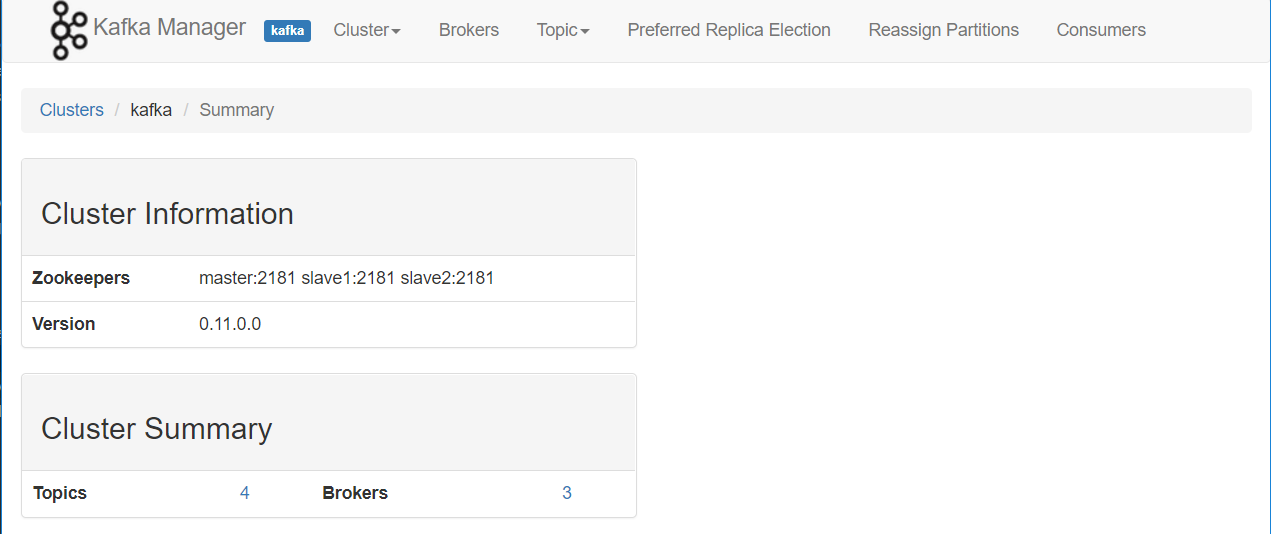 Kafka Manager kafka Cluster Brokers Topic Preferred Replica Election Reassign Partitions Consumers
Clusters / kafka / Summary
Cluster Information
Zookeepers master:2181 slave1:2181 slave2:2181
Version 0.11.0.0
Cluster Summary
Topics 4 Brokers 3